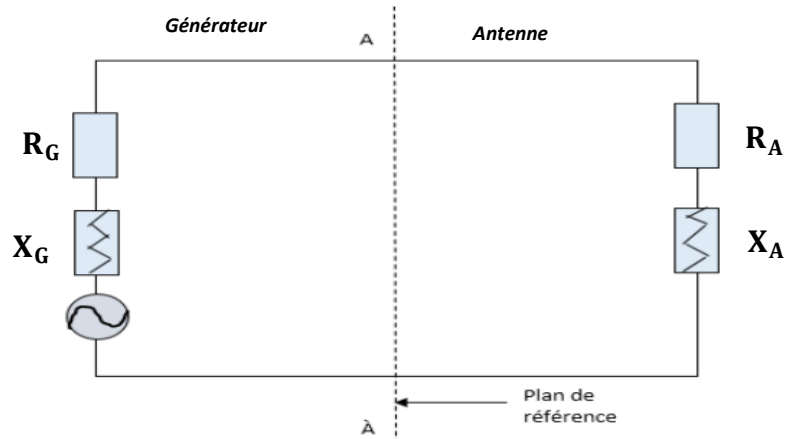 Générateur
A
Antenne
R_G
R_A
X_G
X_A
Plan de
référence
À